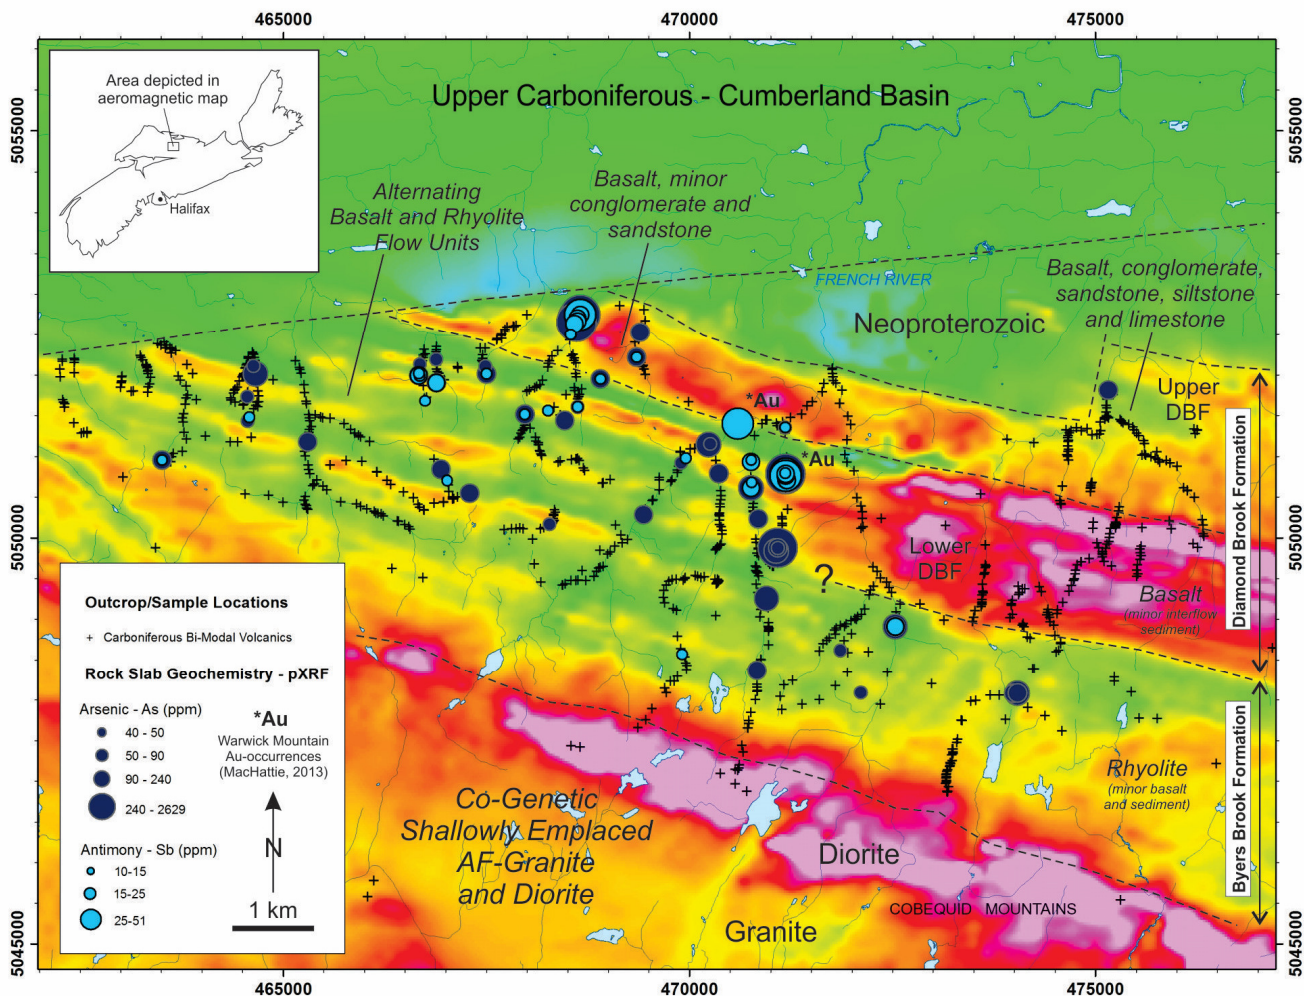 465000
470000
475000
5055000
5055000
Area depicted in
aeromagnetic map
Halifax
Upper Carboniferous - Cumberland Basin
Alternating
Basalt and Rhyolite
Flow Units
Basalt, minor
conglomerate and
sandstone
FRENCH RIVER
Neoproterozoic
Basalt, conglomerate,
sandstone, siltstone
and limestone
Upper
DBF
*Au
*Au
Diamond Brook Formation
5050000
5050000
Lower
DBF
?
Basalt
(minor interflow
sediment)
Outcrop/Sample Locations
+ Carboniferous Bi-Modal Volcanics
Rock Slab Geochemistry - pXRF
Arsenic - As (ppm)
40 - 50
50 - 90
90 - 240
240 - 2629
*Au
Warwick Mountain
Au-occurrences
(MacHattie, 2013)
N
Antimony - Sb (ppm)
10-15
15-25
25-51
1 km
Rhyolite
(minor basalt
and sediment)
Byers Brook Formation
Co-Genetic
Shallowly Emplaced
AF-Granite
and Diorite
Diorite
COBEQUID MOUNTAINS
Granite
5045000
5045000
465000
470000
475000